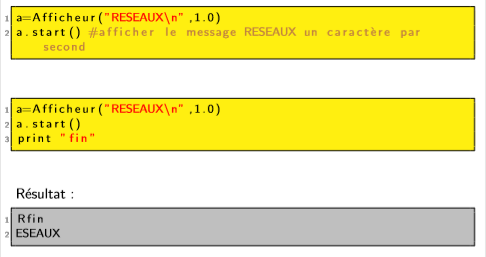 1 a=Afficheur("RESEAUX\n" ,1.0)
2 a.start() #afficher le message RESEAUX un caractère par
second
1 a=Afficheur("RESEAUX\n" ,1.0)
2 a.start()
3 print "fin"
Résultat :
1 Rfin
2 ESEAUX